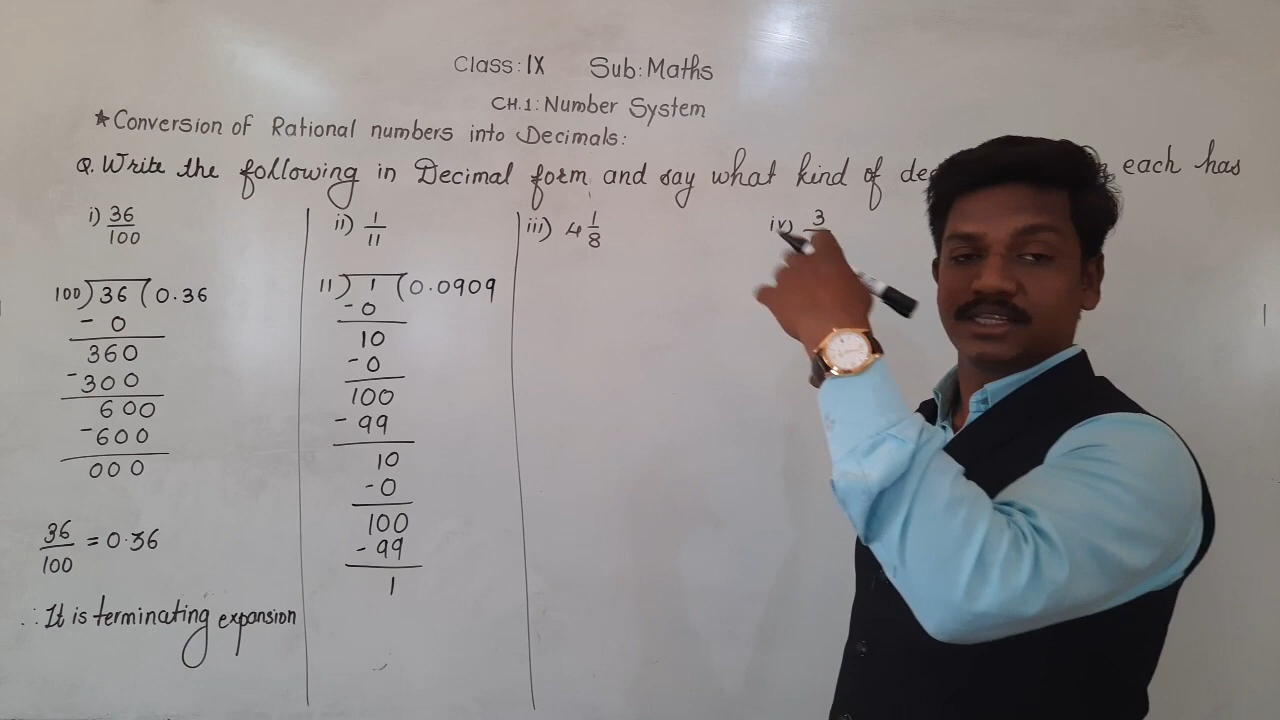 Class: IX Sub: Maths
CH.1: Number System
*Conversion of Rational numbers into Decimals:
Q. Write the following in Decimal form and say what kind of each has
i) 36/100
100) 36 (0.36
- 0
360
-300
600
-600
000
36/100 = 0.36
∴ It is terminating expansion
ii) 1/11
11) 1 (0.0909
-0
10
-0
100
- 99
10
-0
100
- 99
1
iii) 4 1/8
iv) 3